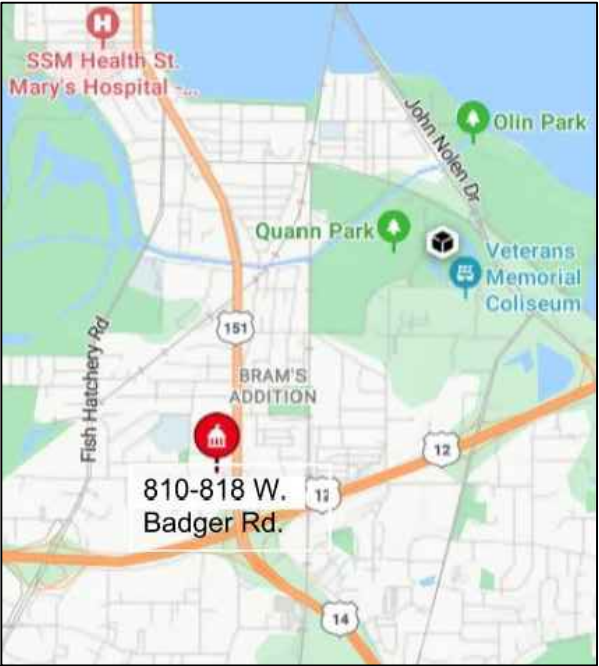 H
SSM Health St.
Mary's Hospital -...
John Nolen Dr
Olin Park
Quann Park
Veterans
Memorial
Coliseum
151
Fish Hatchery Rd
BRAM'S
ADDITION
12
810-818 W.
Badger Rd.
12
14